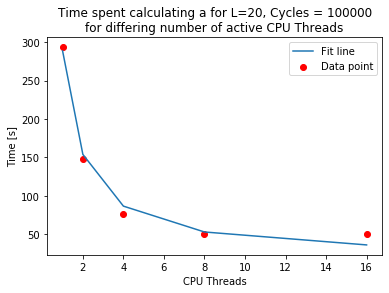 Time spent calculating a for L=20, Cycles = 100000
for differing number of active CPU Threads
Fit line
Data point
Time [s]
300
250
200
150
100
50
2
4
6
8
10
12
14
16
CPU Threads